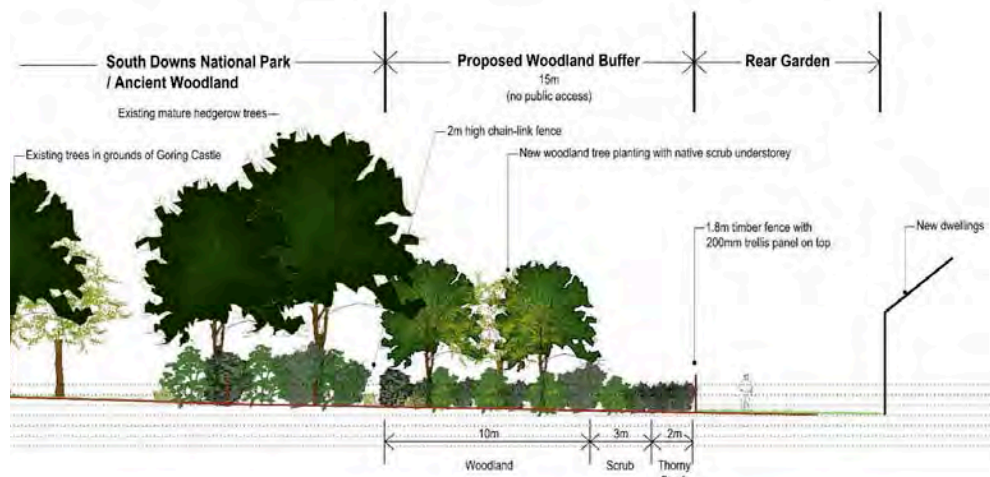 South Downs National Park
/ Ancient Woodland
Proposed Woodland Buffer
15m
(no public access)
Rear Garden
Existing mature hedgerow trees
2m high chain-link fence
Existing trees in grounds of Goring Castle
New woodland tree planting with native scrub understorey
1.8m timber fence with
200mm trellis panel on top
New dwellings
10m
3m
2m
Woodland
Scrub
Thorny